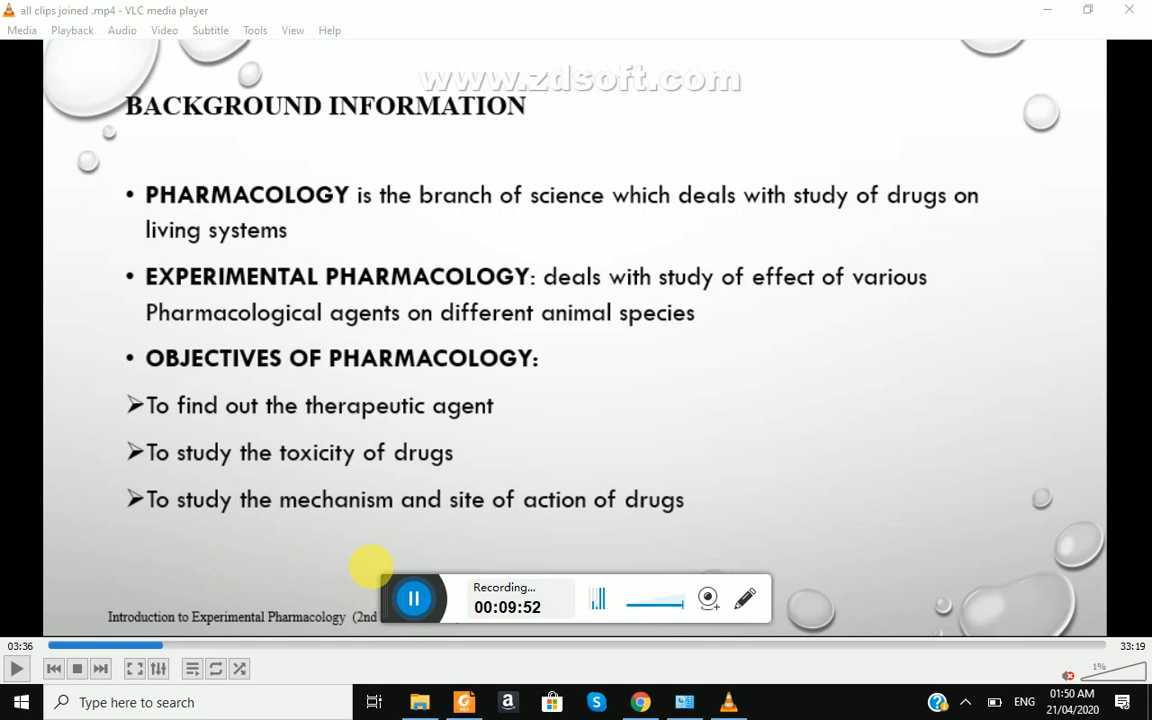 all clips joined .mp4 - VLC media player
Media Playback Audio Video Subtitle Tools View Help
www.zdsoft.com
BACKGROUND INFORMATION
• PHARMACOLOGY is the branch of science which deals with study of drugs on
living systems
• EXPERIMENTAL PHARMACOLOGY: deals with study of effect of various
Pharmacological agents on different animal species
• OBJECTIVES OF PHARMACOLOGY:
➢To find out the therapeutic agent
➢To study the toxicity of drugs
➢To study the mechanism and site of action of drugs
Recording...
00:09:52
Introduction to Experimental Pharmacology (2nd
03:36
33:19
1%
Type here to search
ENG
01:50 AM
21/04/2020